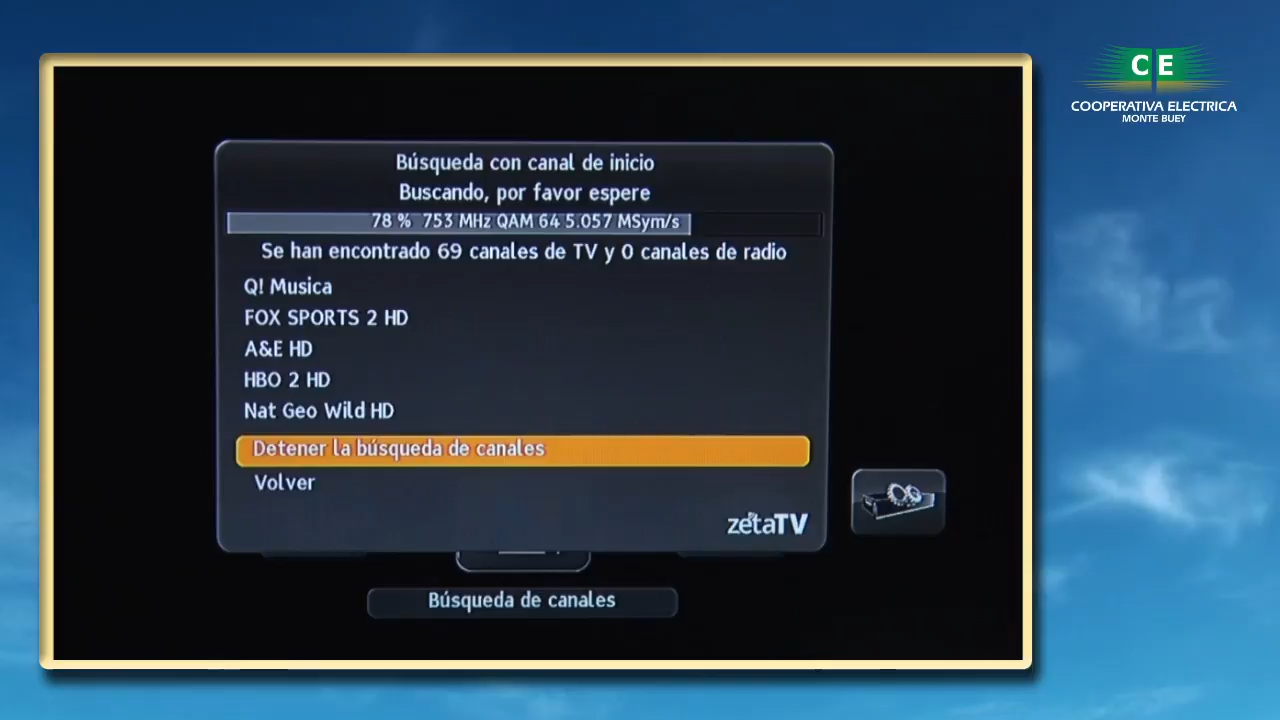 C E
COOPERATIVA ELECTRICA
MONTE BUEY
Búsqueda con canal de inicio
Buscando, por favor espere
78 % 753 MHz QAM 64 5.057 MSym/s
Se han encontrado 69 canales de TV y 0 canales de radio
Q! Musica
FOX SPORTS 2 HD
A&E HD
HBO 2 HD
Nat Geo Wild HD
Detener la búsqueda de canales
Volver
zetaTV
Búsqueda de canales